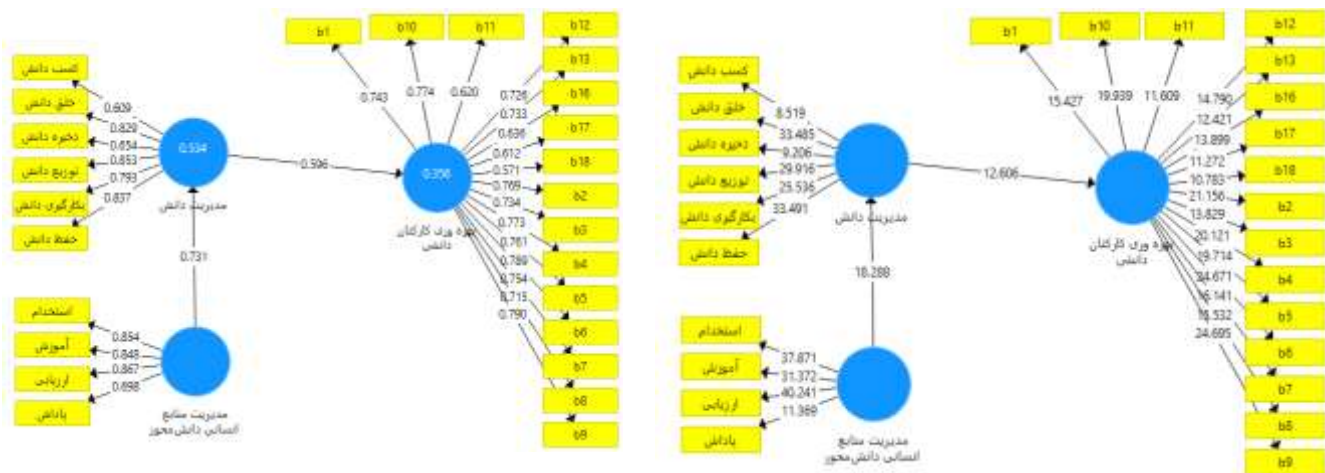 b1
b10
b11
b12
b13
b16
b17
b18
b2
b3
b4
b5
b6
b7
b8
b9
0.743
0.774
0.620
0.733
0.636
0.612
0.571
0.769
0.734
0.773
0.761
0.789
0.754
0.715
0.790
کسب دانش
خلق دانش
ذخیره دانش
توزیع دانش
بکارگیری دانش
حفظ دانش
0.609
0.829
0.654
0.853
0.793
0.837
0.534
مدیریت دانش
0.596
0.356
بهره وری کارکنان
دانشی
0.731
استخدام
آموزش
ارزیابی
پاداش
0.854
0.848
0.867
0.698
مدیریت منابع
انسانی دانش‌محور
b1
b10
b11
b12
b13
b16
b17
b18
b2
b3
b4
b5
b6
b7
b8
b9
15.427
19.939
11.609
14.790
12.421
13.899
11.272
10.783
21.156
13.829
20.121
19.714
24.671
16.141
15.532
24.695
کسب دانش
خلق دانش
ذخیره دانش
توزیع دانش
بکارگیری دانش
حفظ دانش
8.519
33.485
9.206
29.916
25.536
33.491
مدیریت دانش
12.606
بهره وری کارکنان
دانشی
18.288
استخدام
آموزش
ارزیابی
پاداش
37.871
31.372
40.241
11.369
مدیریت منابع
انسانی دانش‌محور